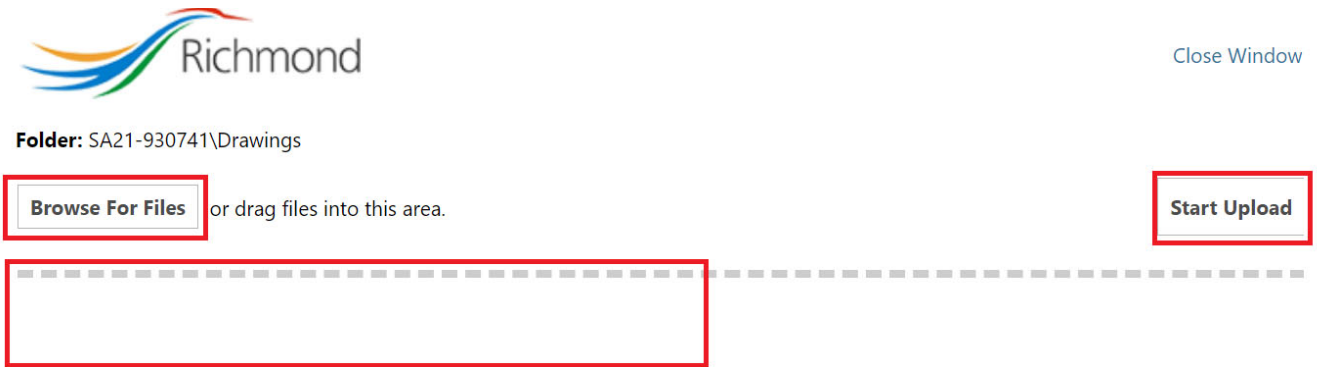 Richmond
Close Window
Folder: SA21-930741\Drawings
Browse For Files or drag files into this area.
Start Upload